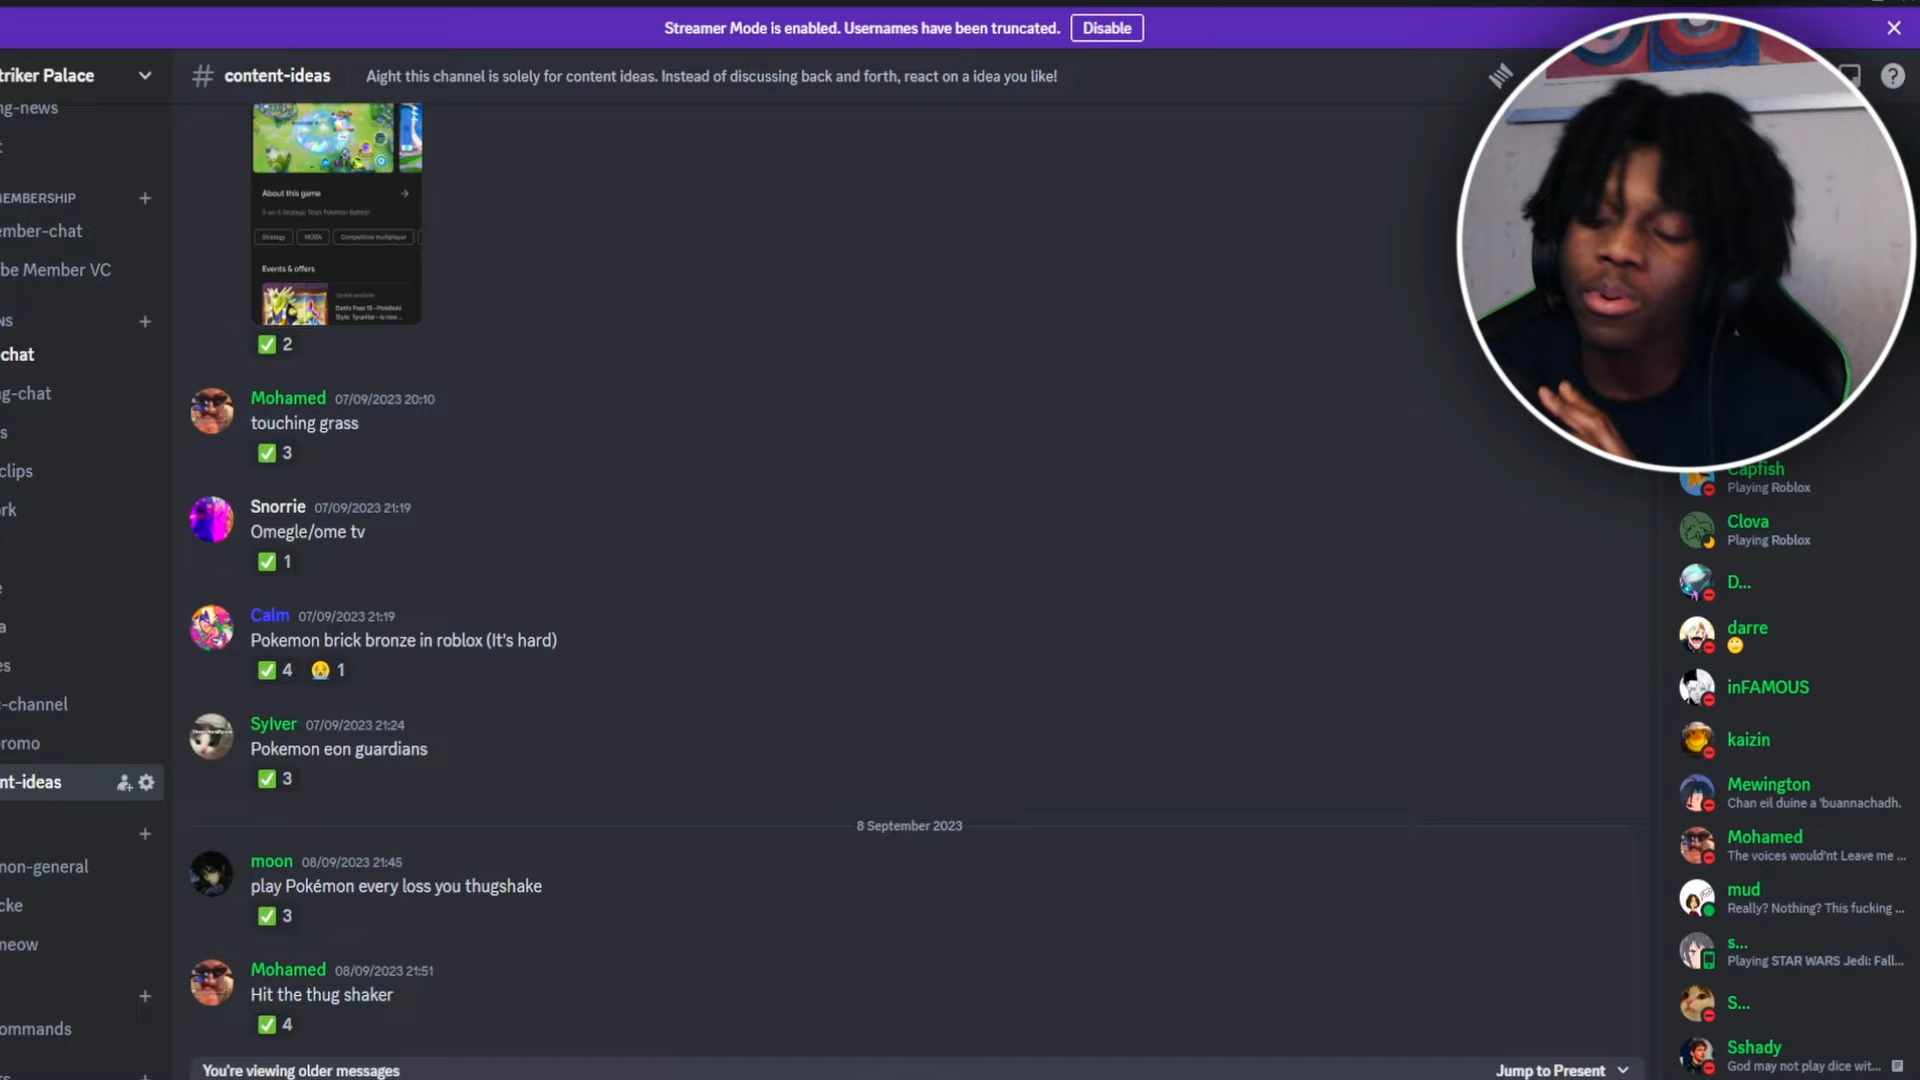 Streamer Mode is enabled. Usernames have been truncated. Disable
triker Palace
# content-ideas Aight this channel is solely for content ideas. Instead of discussing back and forth, react on a idea you like!
ng-news
t
EMBERSHIP
ember-chat
be Member VC
NS
chat
g-chat
s
clips
rk
e
a
es
-channel
romo
nt-ideas
non-general
cke
meow
ommands
About this game
5-on-5 Strategic Team Pokémon Battles!
Strategy MOBA Competitive multiplayer
Events & offers
Update available
Battle Pass 16—Pokébuki
Style: Tyranitar—is now ...
2
Mohamed 07/09/2023 20:10
touching grass
3
Snorrie 07/09/2023 21:19
Omegle/ome tv
1
Calm 07/09/2023 21:19
Pokemon brick bronze in roblox (It's hard)
4 1
Sylver 07/09/2023 21:24
Pokemon eon guardians
3
8 September 2023
moon 08/09/2023 21:45
play Pokémon every loss you thugshake
3
Mohamed 08/09/2023 21:51
Hit the thug shaker
4
You're viewing older messages
Jump to Present
Capfish
Playing Roblox
Clova
Playing Roblox
D...
darre
inFAMOUS
kaizin
Mewington
Chan eil duine a 'buannachadh.
Mohamed
The voices would'nt Leave me ...
mud
Really? Nothing? This fucking ...
s...
Playing STAR WARS Jedi: Fall...
S...
Sshady
God may not play dice wit...